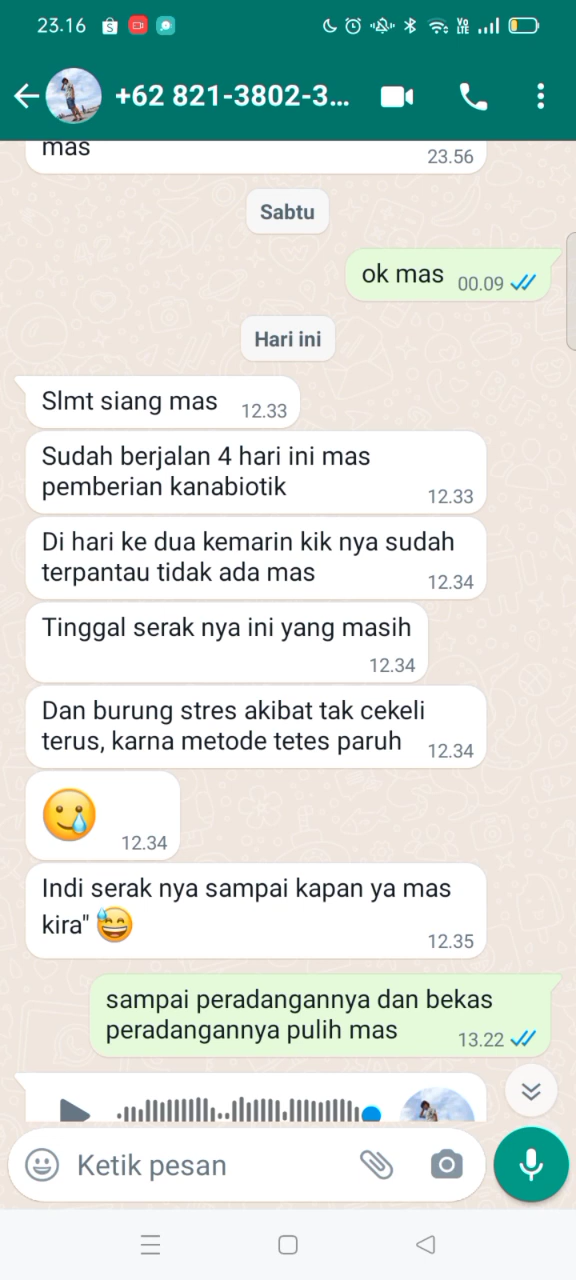 23.16
VO
LTE
+62 821-3802-3...
mas
23.56
Sabtu
ok mas 00.09
Hari ini
Slmt siang mas 12.33
Sudah berjalan 4 hari ini mas
pemberian kanabiotik 12.33
Di hari ke dua kemarin kik nya sudah
terpantau tidak ada mas 12.34
Tinggal serak nya ini yang masih
12.34
Dan burung stres akibat tak cekeli
terus, karna metode tetes paruh 12.34
🥲 12.34
Indi serak nya sampai kapan ya mas
kira" 😅 12.35
sampai peradangannya dan bekas
peradangannya pulih mas 13.22
Ketik pesan